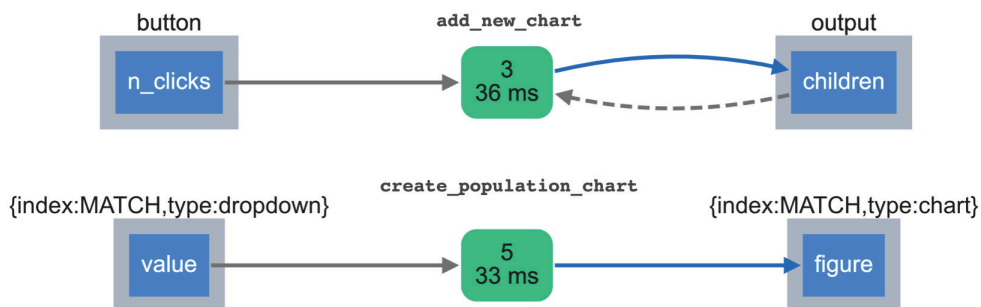 button
add_new_chart
output
n_clicks
3
36 ms
children
create_population_chart
{index:MATCH,type:dropdown}
{index:MATCH,type:chart}
value
5
33 ms
figure